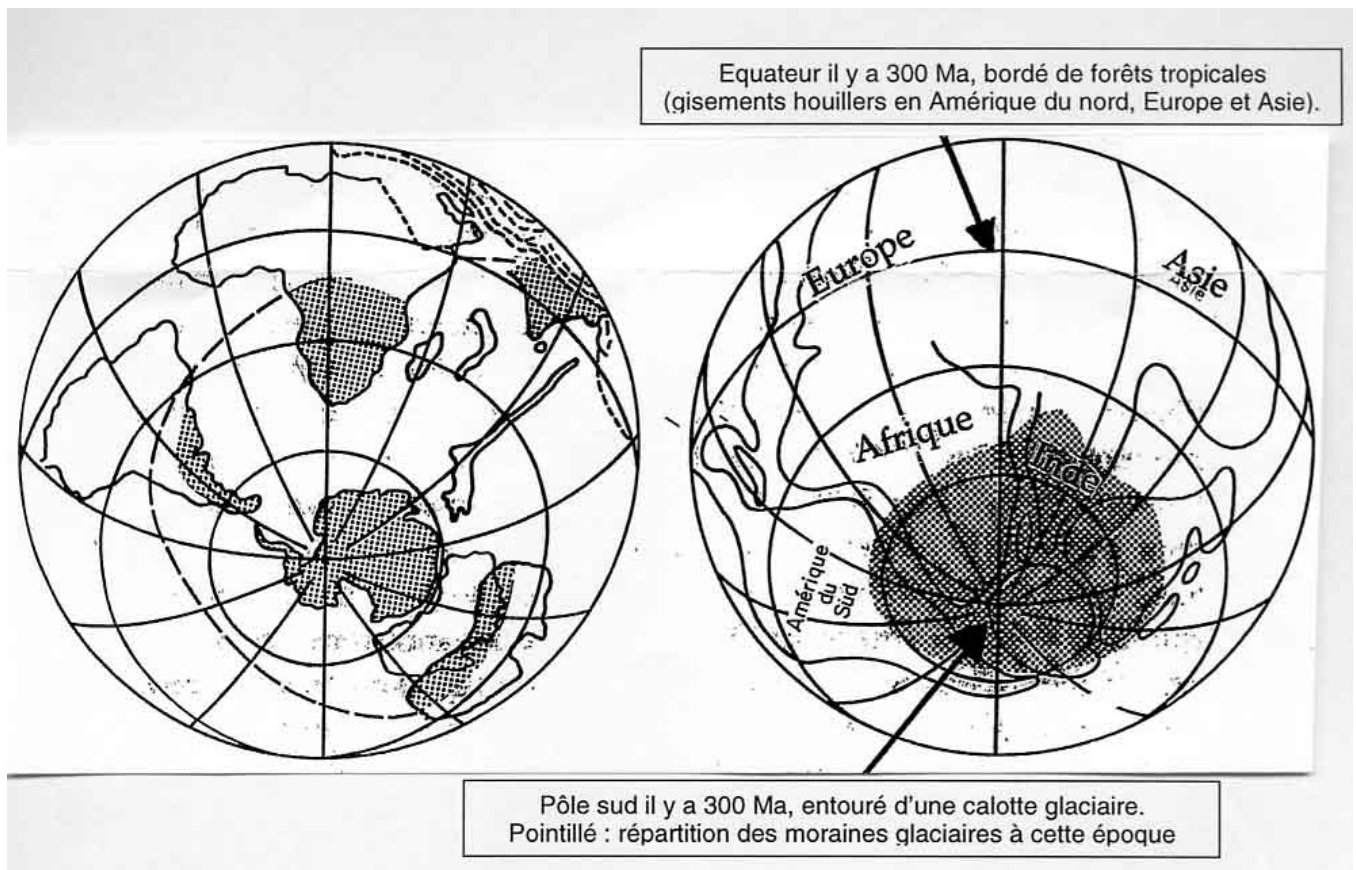 Equateur il y a 300 Ma, bordé de forêts tropicales
(gisements houillers en Amérique du nord, Europe et Asie).
Europe
Asie
Asie
Afrique
Inde
Amérique
du
Sud
Pôle sud il y a 300 Ma, entouré d'une calotte glaciaire.
Pointillé : répartition des moraines glaciaires à cette époque